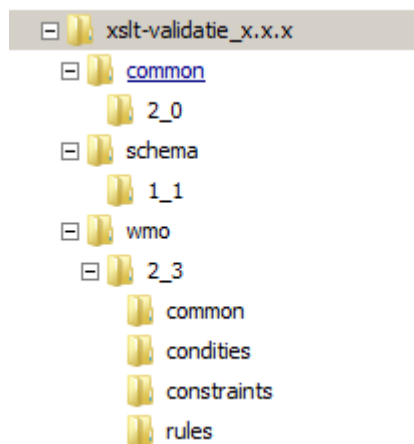 xslt-validatie_x.x.x
common
2_0
schema
1_1
wmo
2_3
common
condities
constraints
rules